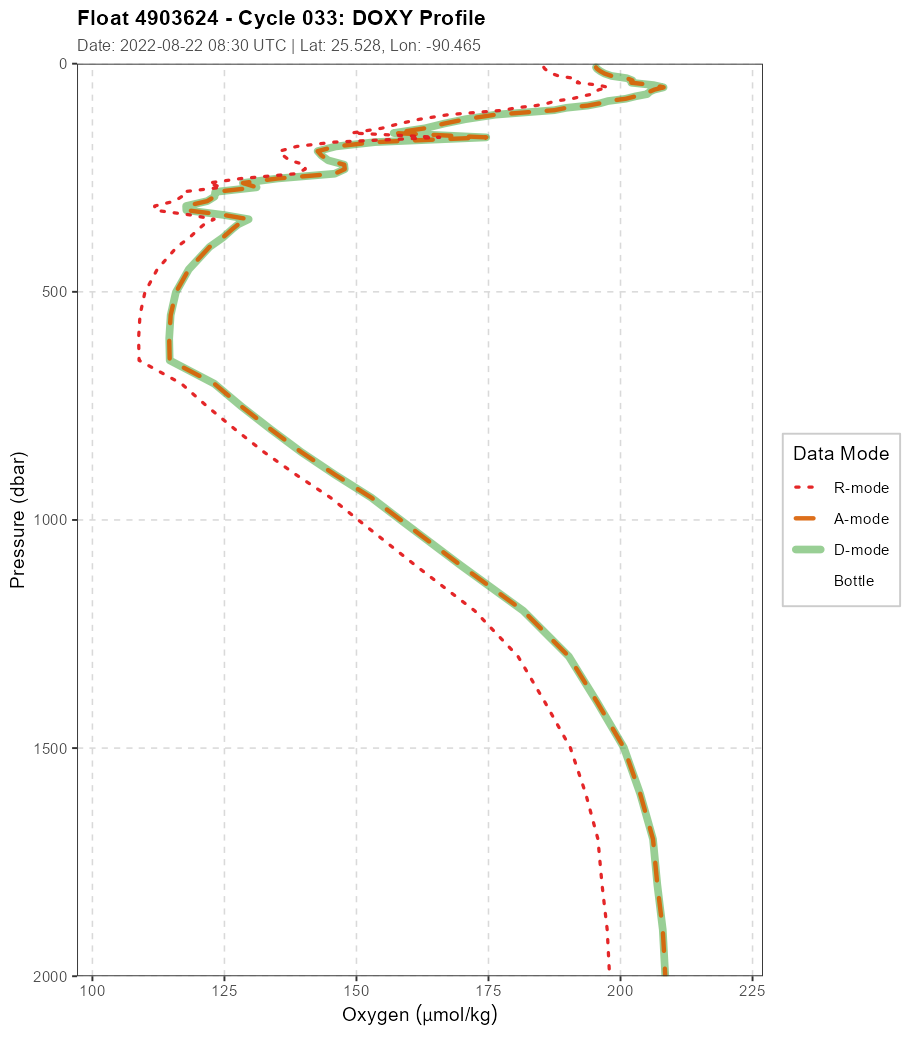 Float 4903624 - Cycle 033: DOXY Profile
Date: 2022-08-22 08:30 UTC | Lat: 25.528, Lon: -90.465
0
500
1000
1500
2000
Pressure (dbar)
100 125 150 175 200 225
Oxygen (μmol/kg)
Data Mode
R-mode
A-mode
D-mode
Bottle